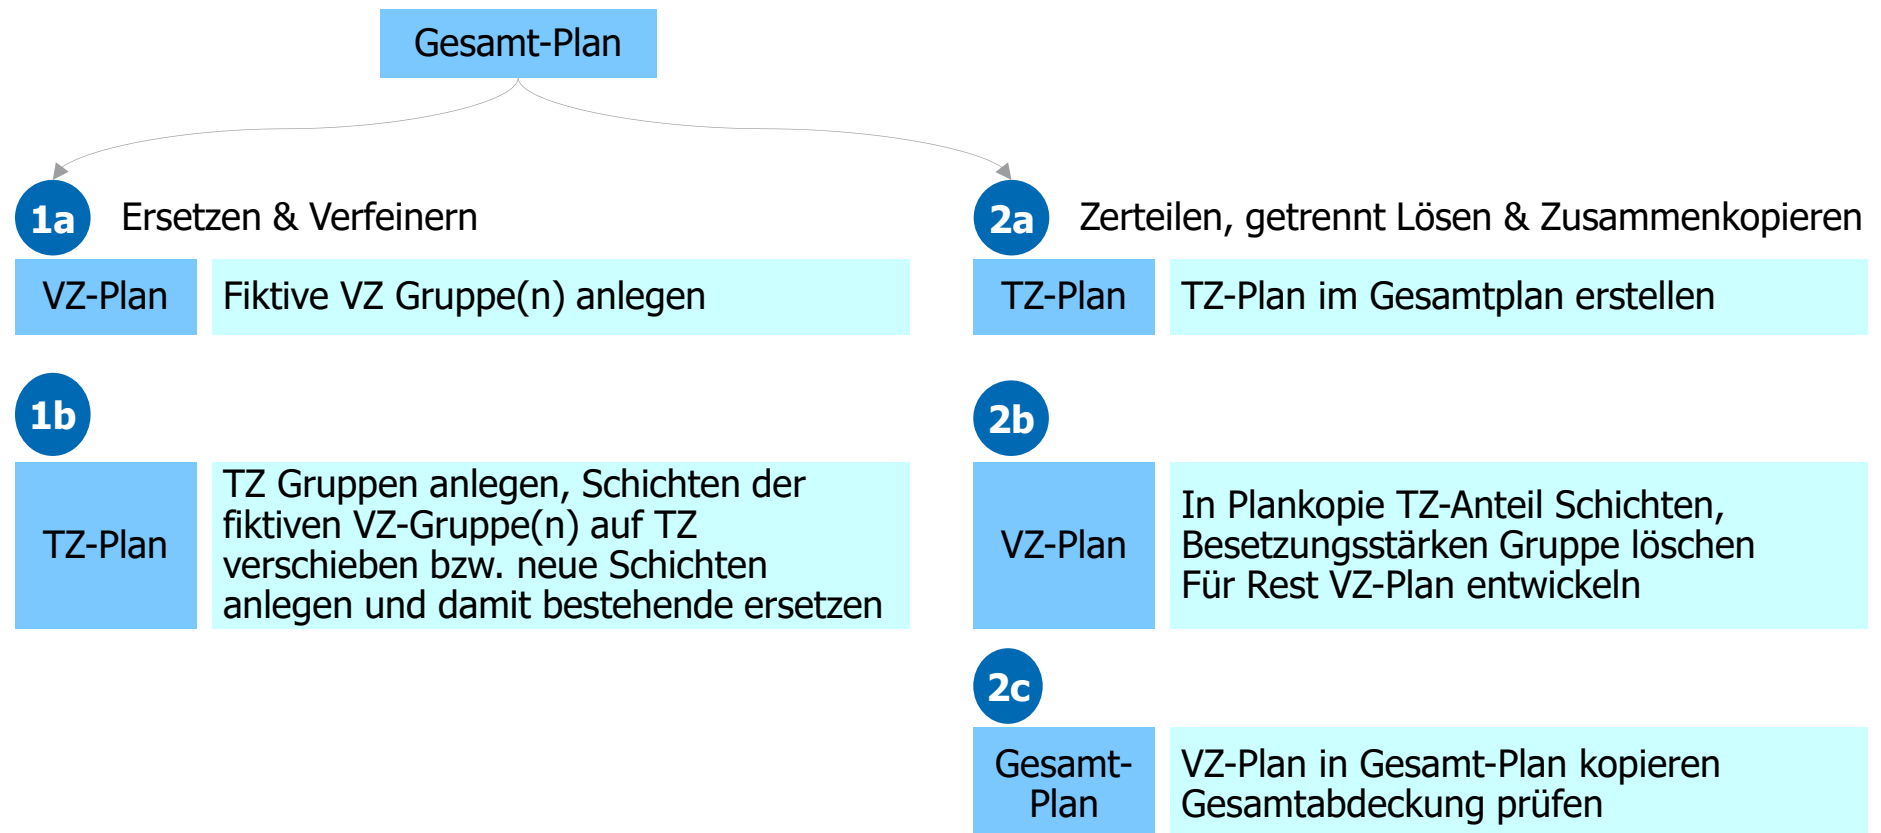 Gesamt-Plan
1a
Ersetzen & Verfeinern
VZ-Plan
Fiktive VZ Gruppe(n) anlegen
1b
TZ-Plan
TZ Gruppen anlegen, Schichten der
fiktiven VZ-Gruppe(n) auf TZ
verschieben bzw. neue Schichten
anlegen und damit bestehende ersetzen
2a
Zerteilen, getrennt Lösen & Zusammenkopieren
TZ-Plan
TZ-Plan im Gesamtplan erstellen
2b
VZ-Plan
In Plankopie TZ-Anteil Schichten,
Besetzungsstärken Gruppe löschen
Für Rest VZ-Plan entwickeln
2c
Gesamt-
Plan
VZ-Plan in Gesamt-Plan kopieren
Gesamtabdeckung prüfen